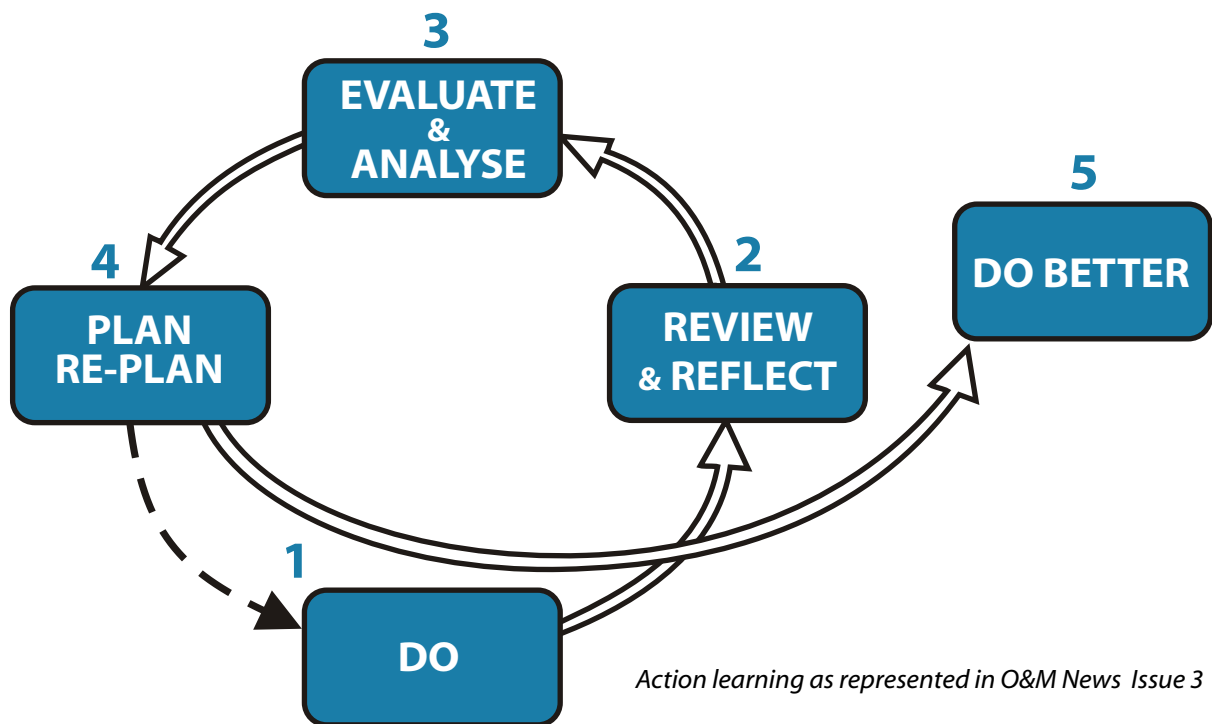 3
EVALUATE
&
ANALYSE
5
DO BETTER
4
PLAN
RE-PLAN
2
REVIEW
& REFLECT
1
DO
Action learning as represented in O&M News Issue 3